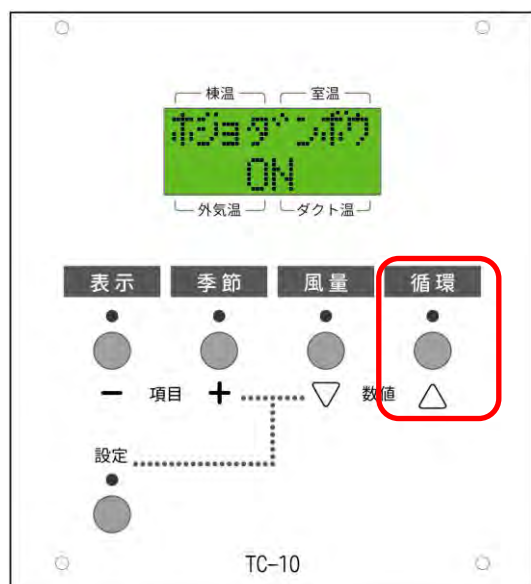 棟温 室温
ホジョダンボウ
ON
外気温 ダクト温
表示 季節 風量 循環
− 項目 + ▽ 数値 △
設定
TC-10